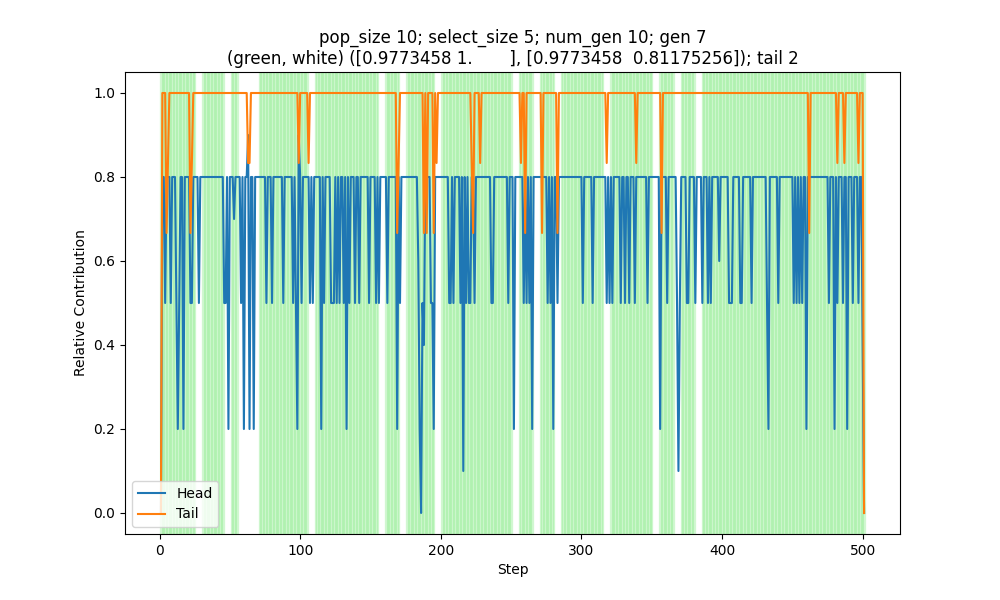 pop_size 10; select_size 5; num_gen 10; gen 7
(green, white) ([0.9773458 1.       ], [0.9773458  0.81175256]); tail 2
Relative Contribution
1.0
0.8
0.6
0.4
0.2
0.0
Head
Tail
0
100
200
300
400
500
Step